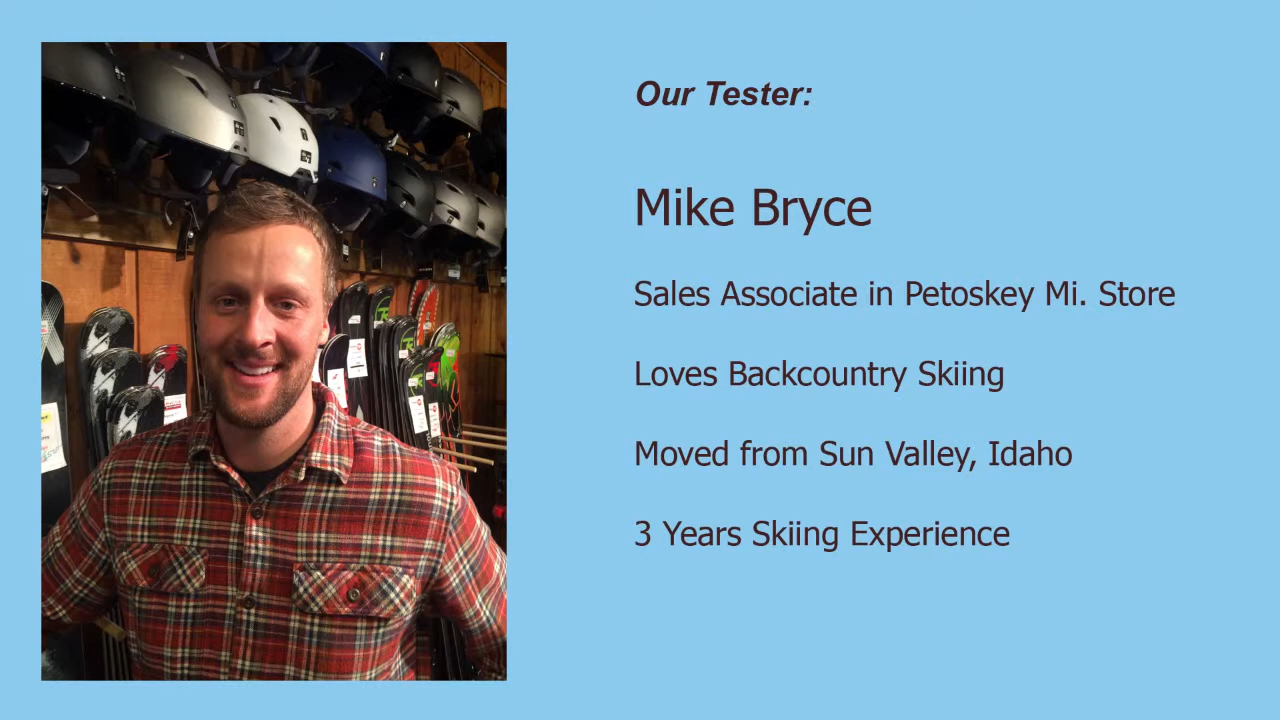 Our Tester:
Mike Bryce
Sales Associate in Petoskey Mi. Store
Loves Backcountry Skiing
Moved from Sun Valley, Idaho
3 Years Skiing Experience